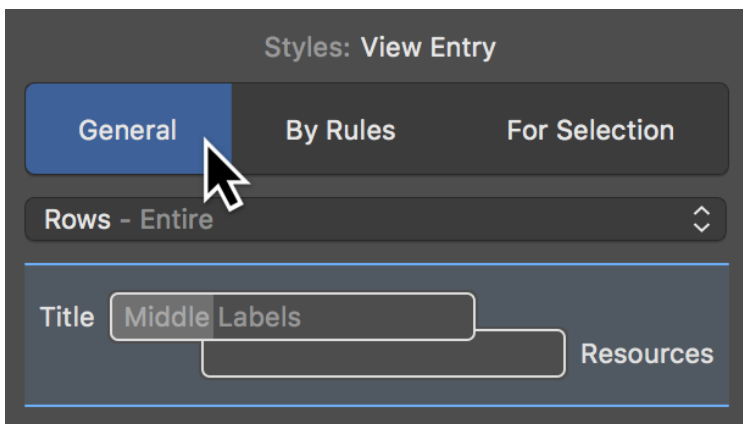 Styles: View Entry
General By Rules For Selection
Rows - Entire
Title Middle Labels
Resources